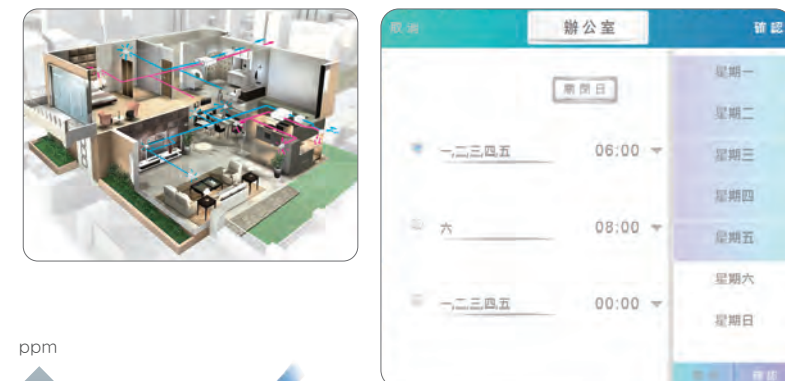 取消 辦公室 確認
星期一
關閉日
星期二
一,二,三,四,五 06:00 星期三
星期四
六 08:00 星期五
星期六
一,二,三,四,五 00:00
星期日
ppm